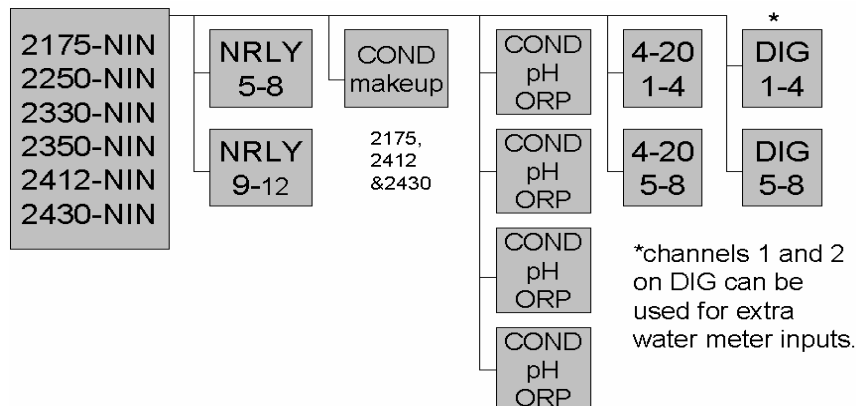 2175-NIN
2250-NIN
2330-NIN
2350-NIN
2412-NIN
2430-NIN
NRLY
5-8
NRLY
9-12
COND
makeup
2175,
2412
&2430
COND
pH
ORP
COND
pH
ORP
COND
pH
ORP
COND
pH
ORP
4-20
1-4
4-20
5-8
*
DIG
1-4
DIG
5-8
*channels 1 and 2
on DIG can be
used for extra
water meter inputs.